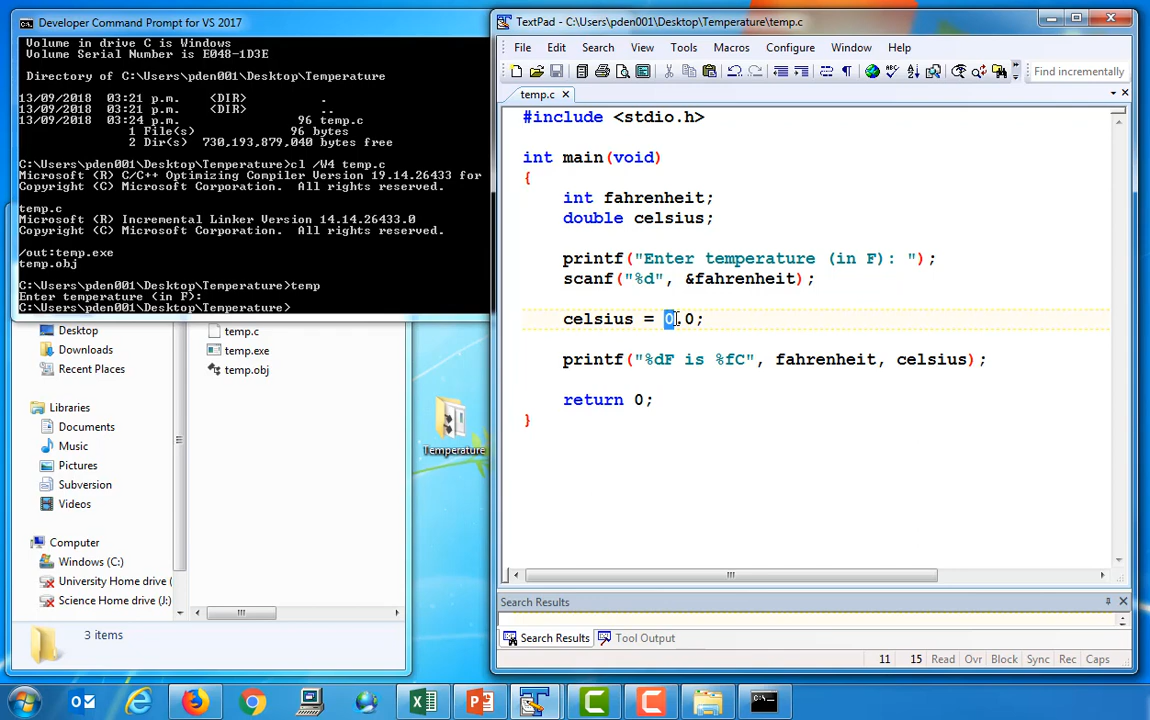 Developer Command Prompt for VS 2017
Volume in drive C is Windows
Volume Serial Number is E048-1D3E
Directory of C:\Users\pden001\Desktop\Temperature
13/09/2018  03:21 p.m.    <DIR>          .
13/09/2018  03:21 p.m.    <DIR>          ..
13/09/2018  03:24 p.m.                96 temp.c
1 File(s)             96 bytes
2 Dir(s)  730,193,879,040 bytes free
C:\Users\pden001\Desktop\Temperature>cl /W4 temp.c
Microsoft (R) C/C++ Optimizing Compiler Version 19.14.26433 for
Copyright (C) Microsoft Corporation.  All rights reserved.
temp.c
Microsoft (R) Incremental Linker Version 14.14.26433.0
Copyright (C) Microsoft Corporation.  All rights reserved.
/out:temp.exe
temp.obj
C:\Users\pden001\Desktop\Temperature>temp
Enter temperature (in F):
C:\Users\pden001\Desktop\Temperature>
Desktop
Downloads
Recent Places
Libraries
Documents
Music
Pictures
Subversion
Videos
Computer
Windows (C:)
University Home drive (
Science Home drive (J:)
temp.c
temp.exe
temp.obj
3 items
Temperature
TextPad - C:\Users\pden001\Desktop\Temperature\temp.c
File Edit Search View Tools Macros Configure Window Help
Find incrementally
temp.c
#include <stdio.h>
int main(void)
{
int fahrenheit;
double celsius;
printf("Enter temperature (in F): ");
scanf("%d", &fahrenheit);
celsius = 0.0;
printf("%dF is %fC", fahrenheit, celsius);
return 0;
}
Search Results
Search Results Tool Output
11 15 Read Ovr Block Sync Rec Caps